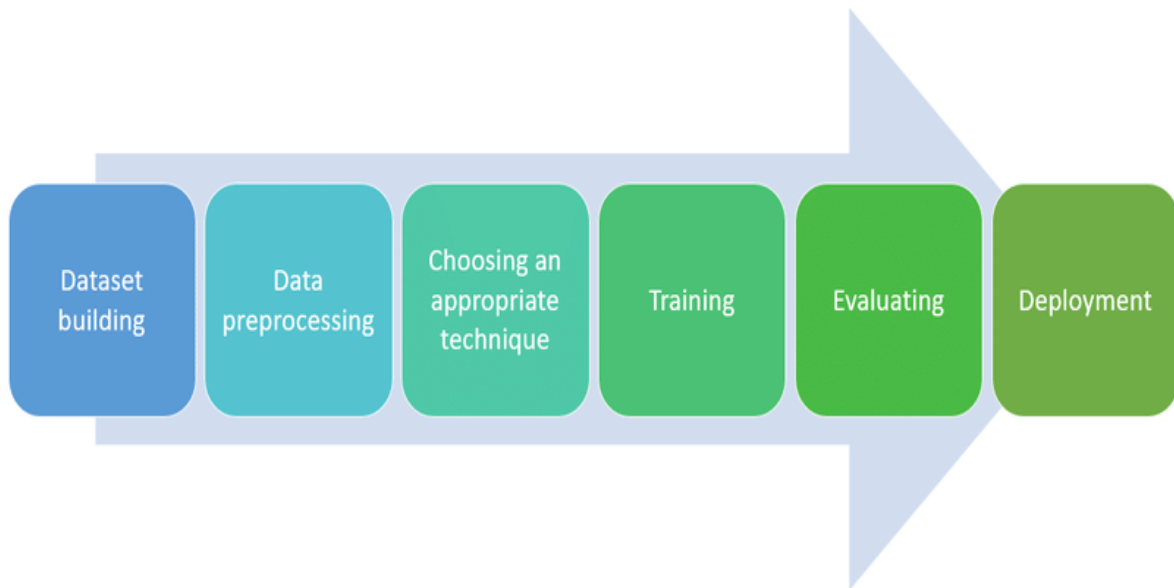 Dataset
building
Data
preprocessing
Choosing an
appropriate
technique
Training
Evaluating
Deployment